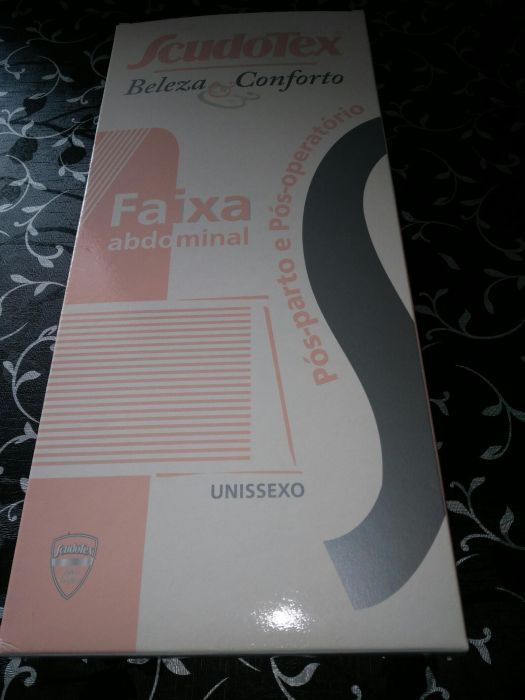 ScudoTex
Beleza & Conforto
Pós-parto e Pós-operatório
Faixa
abdominal
UNISSEXO
ScudoTex